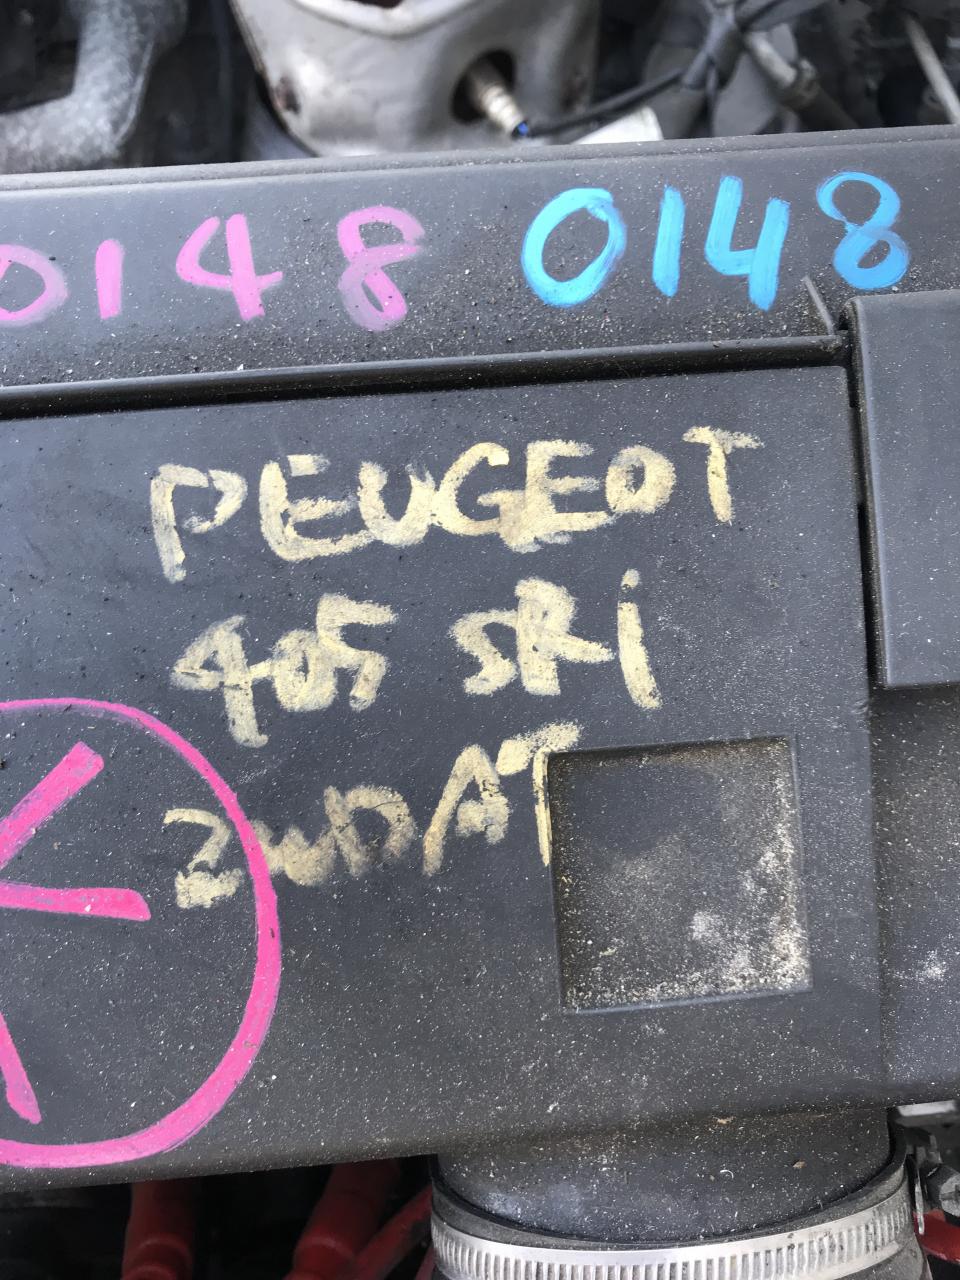 0148 0148
PEUGEOT
405 SRi
2WD AT